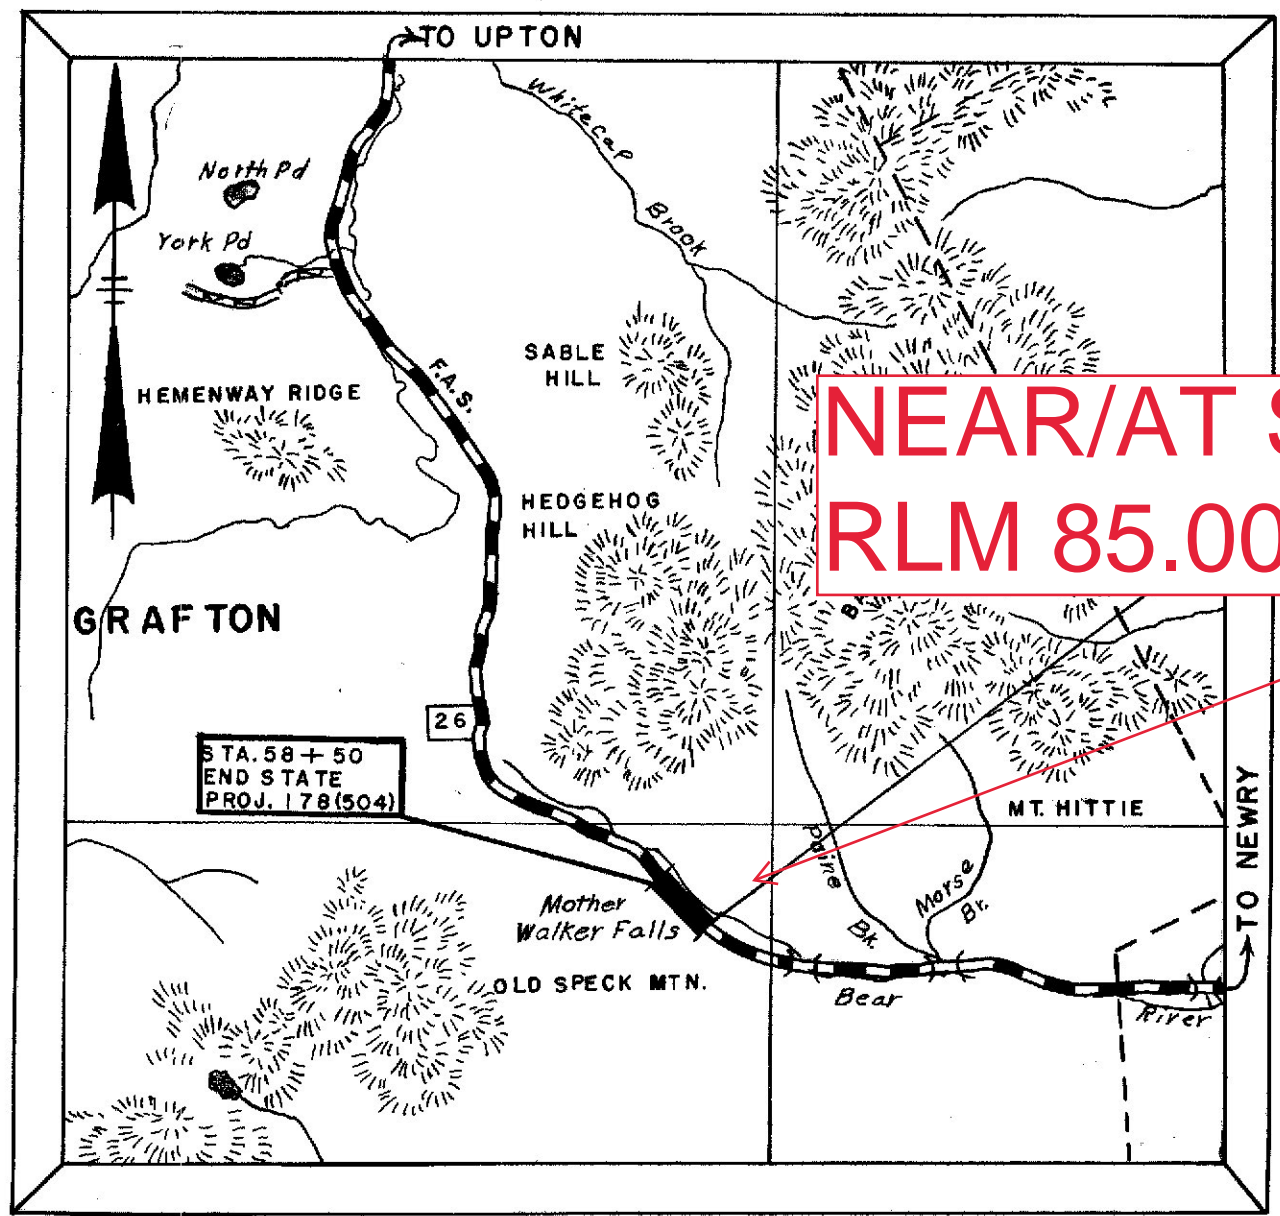 TO UPTON
Whitecap
Brook
North Pd
York Pd
SABLE
HILL
F.A.S.
HEMENWAY RIDGE
NEAR/AT
RLM 85.00
HEDGEHOG
HILL
GRAFTON
26
STA. 58 + 50
END STATE
PROJ. 178(504)
MT. HITTIE
TO NEWRY
Paine
Bk.
Morse
Br.
Mother
Walker Falls
OLD SPECK MTN.
Bear
River